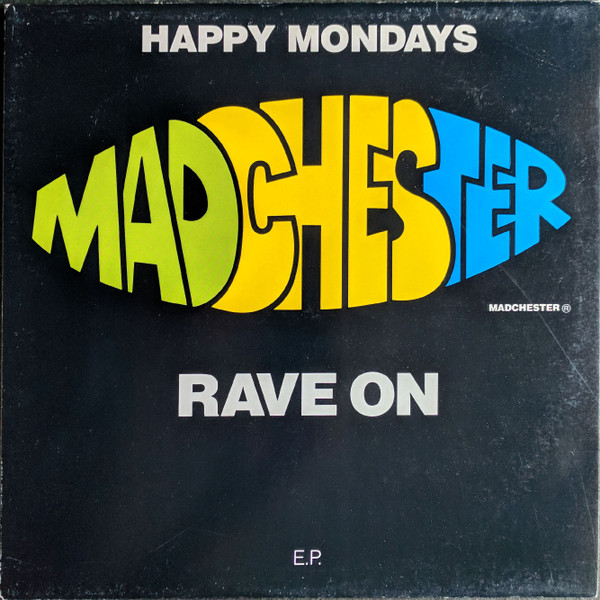 HAPPY MONDAYS
MADCHESTER
MADCHESTER ®
RAVE ON
E.P.